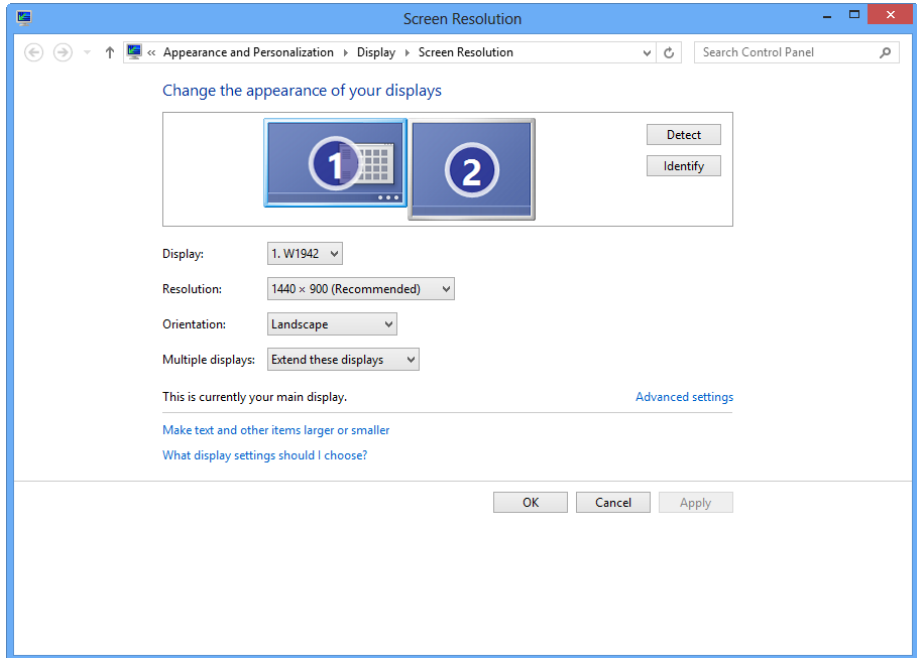 Screen Resolution
« Appearance and Personalization Display Screen Resolution Search Control Panel
Change the appearance of your displays
1 2
Detect
Identify
Display: 1. W1942
Resolution: 1440 × 900 (Recommended)
Orientation: Landscape
Multiple displays: Extend these displays
This is currently your main display. Advanced settings
Make text and other items larger or smaller
What display settings should I choose?
OK Cancel Apply